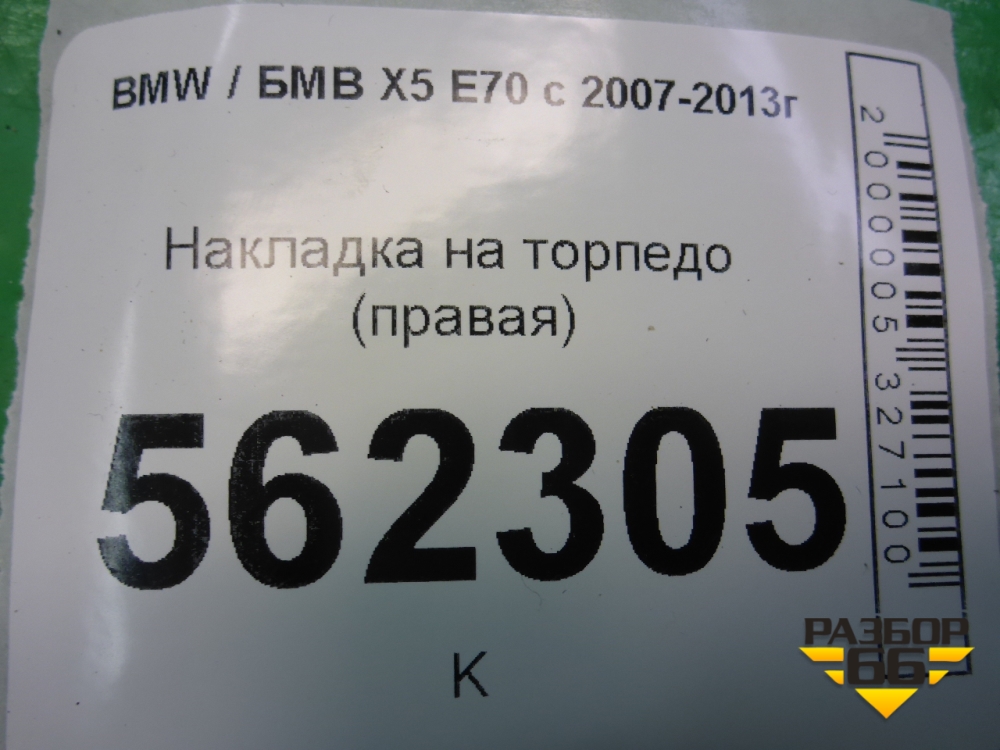 BMW / БМВ X5 E70 с 2007-2013г
Накладка на торпедо
(правая)
562305
К
2000005327100
РАЗБОР
66